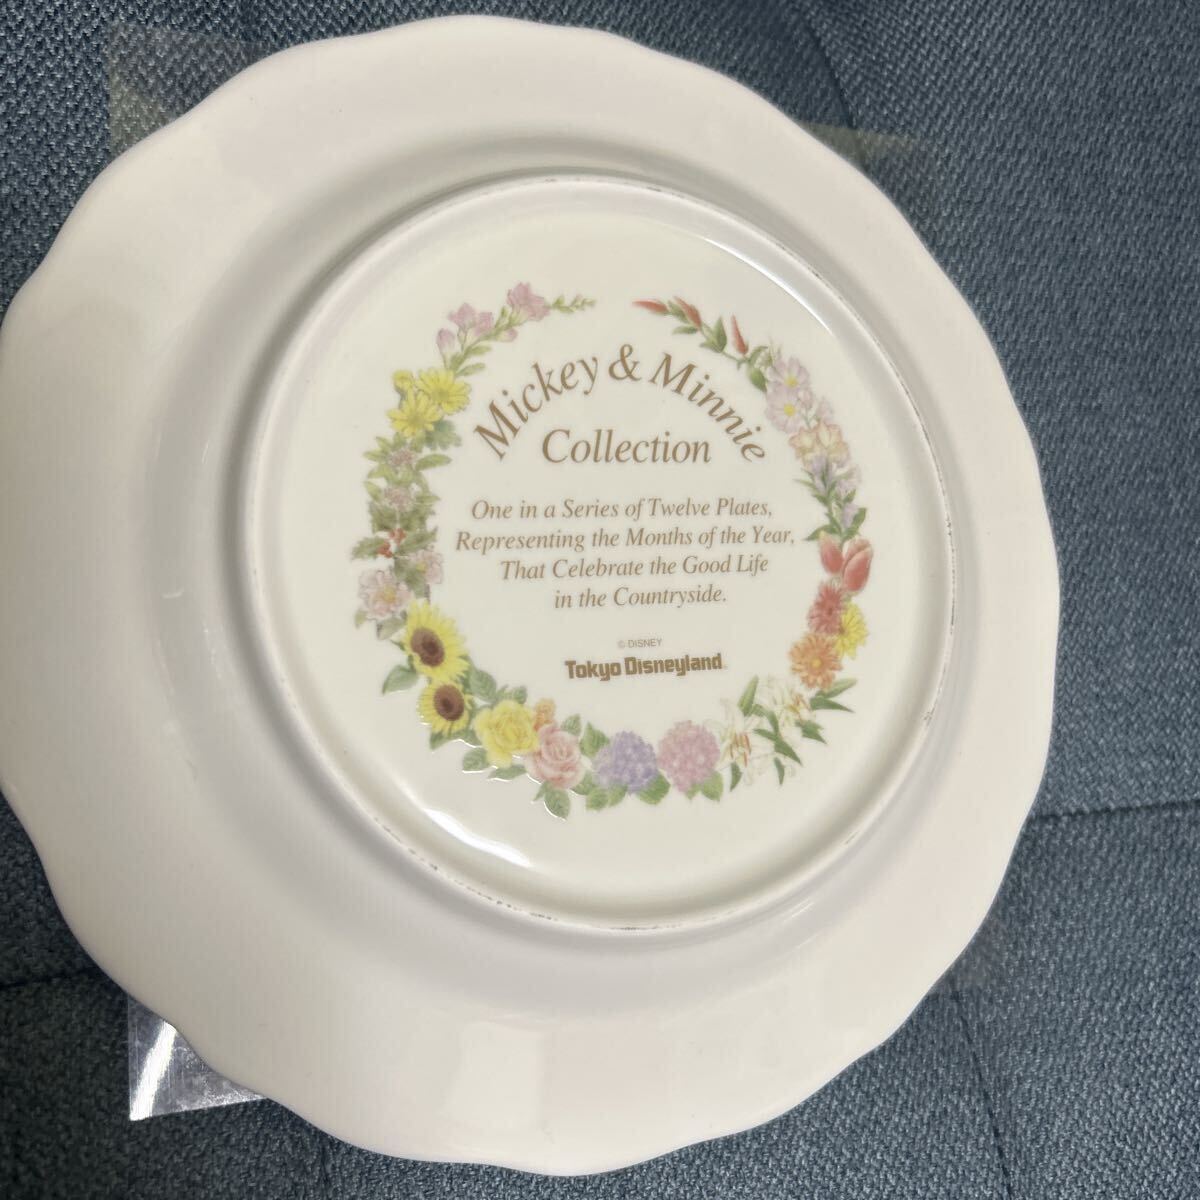 Mickey & Minnie
Collection
One in a Series of Twelve Plates,
Representing the Months of the Year,
That Celebrate the Good Life
in the Countryside.
© DISNEY
Tokyo Disneyland